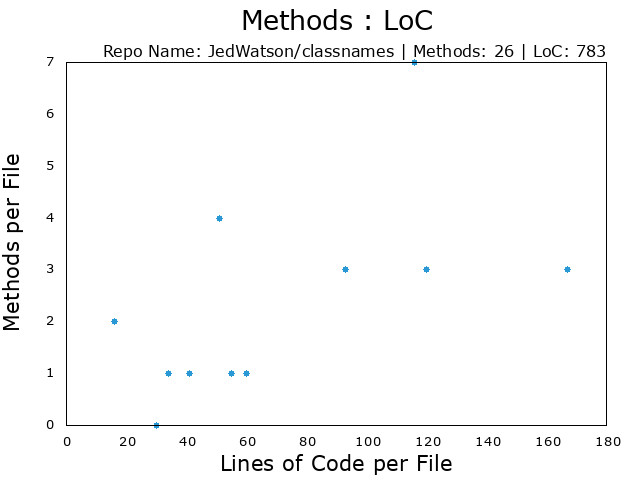 Methods : LoC
Repo Name: JedWatson/classnames | Methods: 26 | LoC: 783
7
6
5
4
3
2
1
0
Methods per File
0 20 40 60 80 100 120 140 160 180
Lines of Code per File